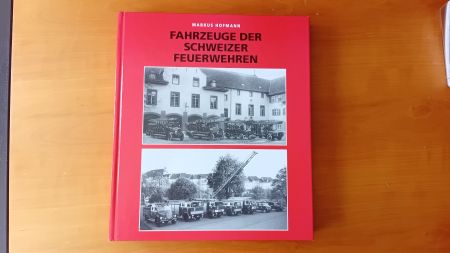 MARKUS HOFMANN
FAHRZEUGE DER
SCHWEIZER
FEUERWEHREN